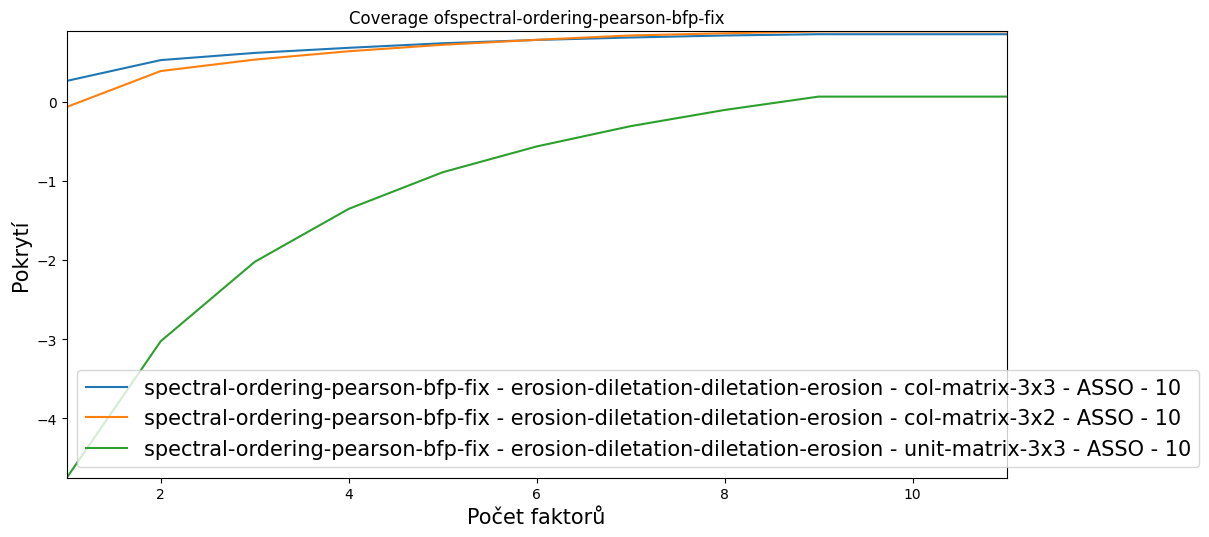 Coverage ofspectral-ordering-pearson-bfp-fix
Pokrytí
0
−1
−2
−3
−4
spectral-ordering-pearson-bfp-fix - erosion-diletation-diletation-erosion - col-matrix-3x3 - ASSO - 10
spectral-ordering-pearson-bfp-fix - erosion-diletation-diletation-erosion - col-matrix-3x2 - ASSO - 10
spectral-ordering-pearson-bfp-fix - erosion-diletation-diletation-erosion - unit-matrix-3x3 - ASSO - 10
2 4 6 8 10
Počet faktorů